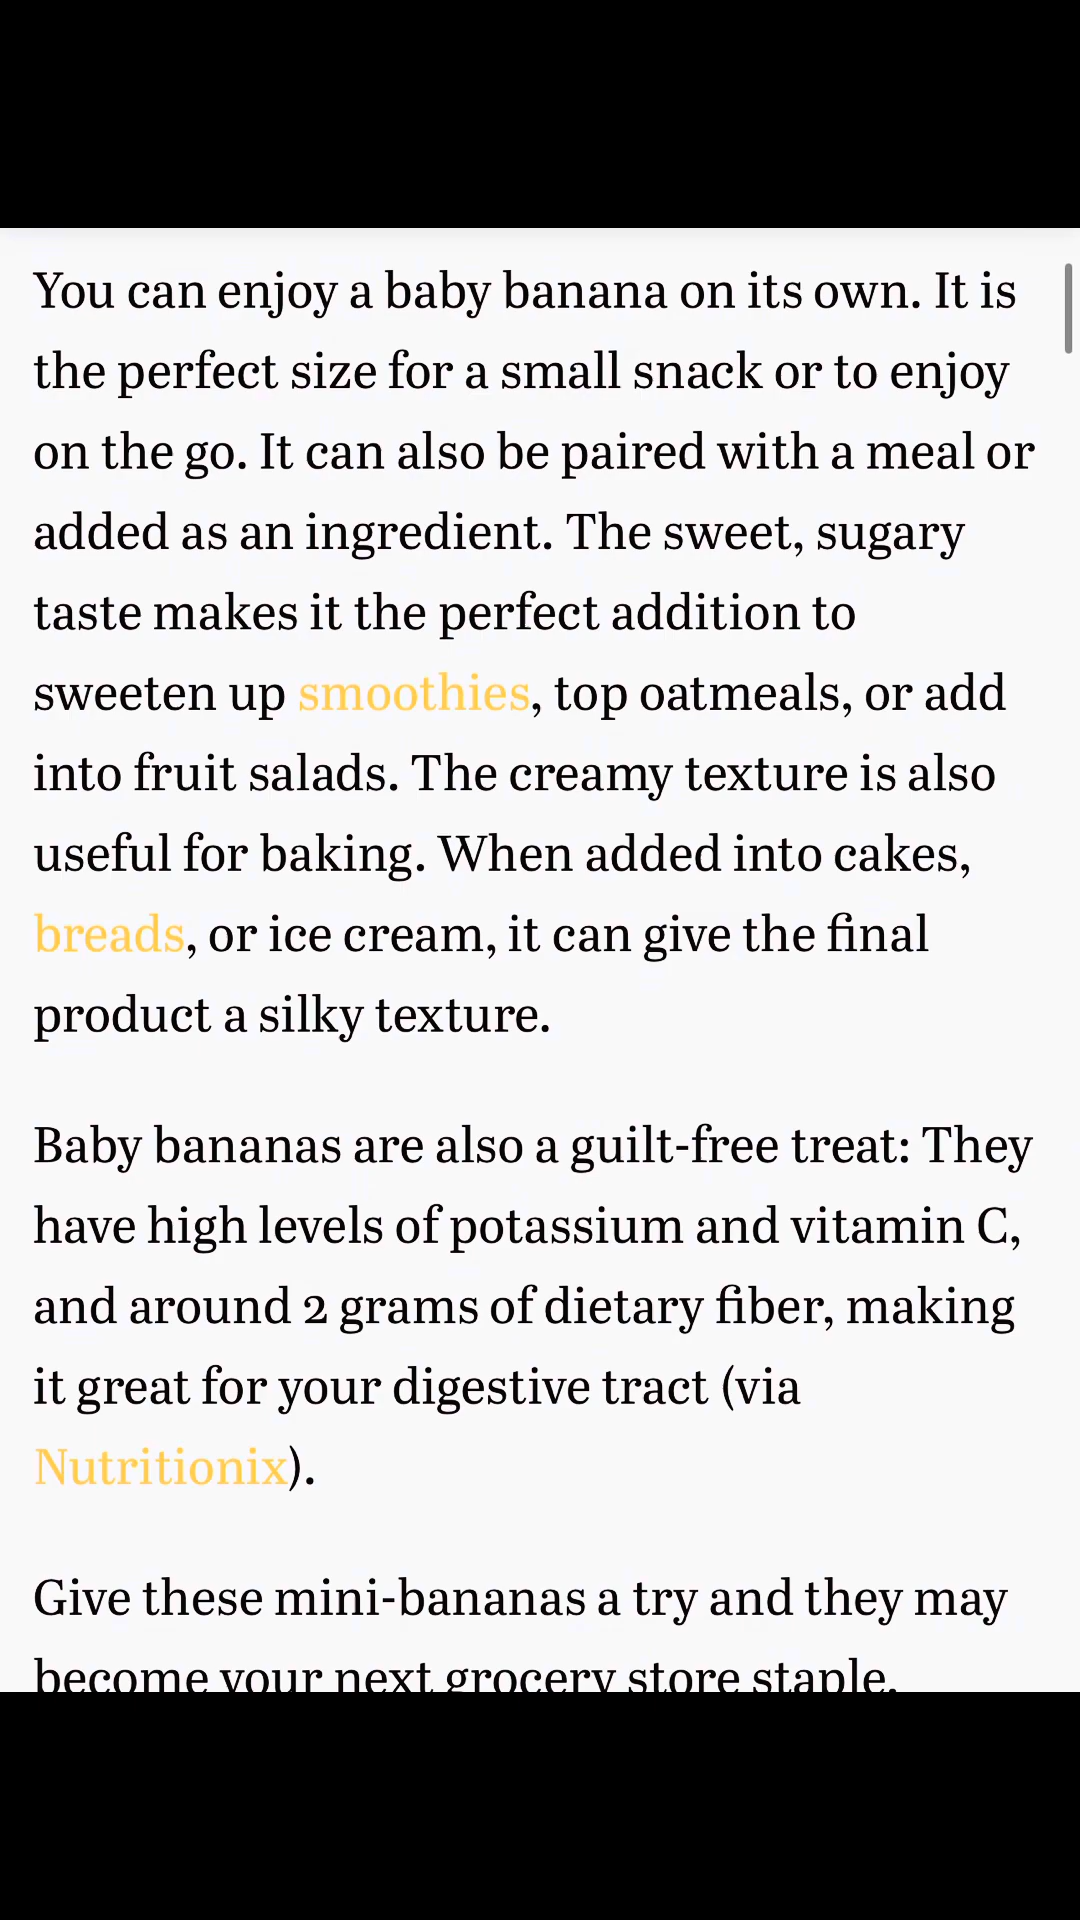 You can enjoy a baby banana on its own. It is
the perfect size for a small snack or to enjoy
on the go. It can also be paired with a meal or
added as an ingredient. The sweet, sugary
taste makes it the perfect addition to
sweeten up smoothies, top oatmeals, or add
into fruit salads. The creamy texture is also
useful for baking. When added into cakes,
breads, or ice cream, it can give the final
product a silky texture.
Baby bananas are also a guilt-free treat: They
have high levels of potassium and vitamin C,
and around 2 grams of dietary fiber, making
it great for your digestive tract (via
Nutritionix).
Give these mini-bananas a try and they may
become your next grocery store staple.